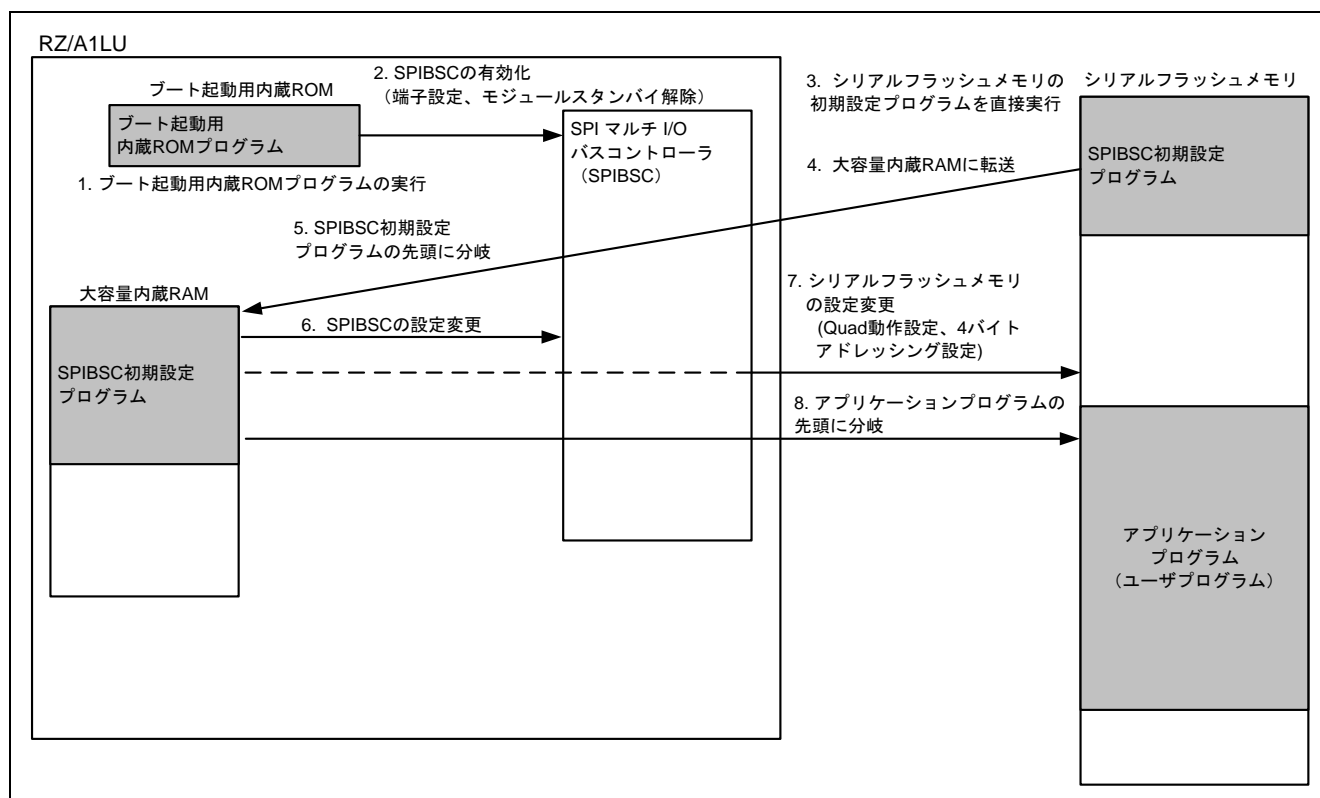 RZ/A1LU
ブート起動用内蔵ROM
ブート起動用
内蔵ROMプログラム
1. ブート起動用内蔵ROMプログラムの実行
2. SPIBSCの有効化
（端子設定、モジュールスタンバイ解除）
SPI マルチ I/O
バスコントローラ
（SPIBSC）
3. シリアルフラッシュメモリの
初期設定プログラムを直接実行
シリアルフラッシュメモリ
SPIBSC初期設定
プログラム
4. 大容量内蔵RAMに転送
5. SPIBSC初期設定
プログラムの先頭に分岐
大容量内蔵RAM
6. SPIBSCの設定変更
SPIBSC初期設定
プログラム
7. シリアルフラッシュメモリ
の設定変更
(Quad動作設定、4バイト
アドレッシング設定)
8. アプリケーションプログラムの
先頭に分岐
アプリケーション
プログラム
（ユーザプログラム）